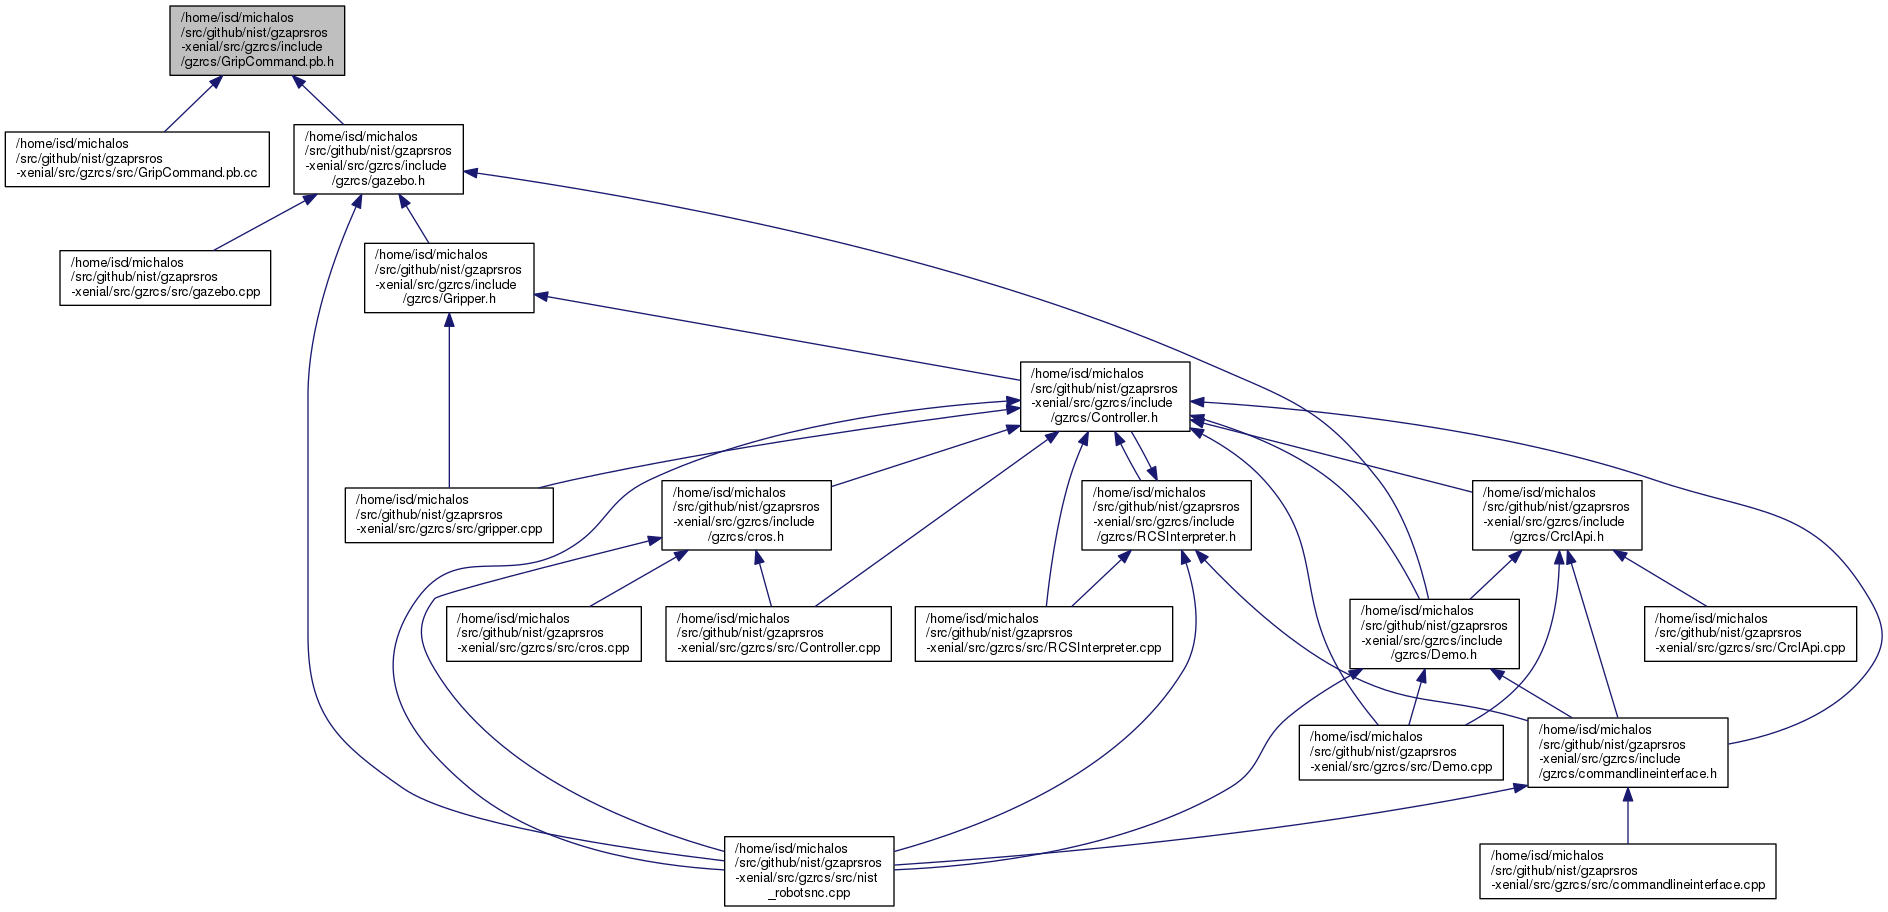 /home/isd/michalos
/src/github/nist/gzaprsros
-xenial/src/gzrcs/include
/gzrcs/GripCommand.pb.h
/home/isd/michalos
/src/github/nist/gzaprsros
-xenial/src/gzrcs/src/GripCommand.pb.cc
/home/isd/michalos
/src/github/nist/gzaprsros
-xenial/src/gzrcs/include
/gzrcs/gazebo.h
/home/isd/michalos
/src/github/nist/gzaprsros
-xenial/src/gzrcs/src/gazebo.cpp
/home/isd/michalos
/src/github/nist/gzaprsros
-xenial/src/gzrcs/include
/gzrcs/Gripper.h
/home/isd/michalos
/src/github/nist/gzaprsros
-xenial/src/gzrcs/include
/gzrcs/Controller.h
/home/isd/michalos
/src/github/nist/gzaprsros
-xenial/src/gzrcs/src/gripper.cpp
/home/isd/michalos
/src/github/nist/gzaprsros
-xenial/src/gzrcs/include
/gzrcs/cros.h
/home/isd/michalos
/src/github/nist/gzaprsros
-xenial/src/gzrcs/include
/gzrcs/RCSInterpreter.h
/home/isd/michalos
/src/github/nist/gzaprsros
-xenial/src/gzrcs/include
/gzrcs/CrclApi.h
/home/isd/michalos
/src/github/nist/gzaprsros
-xenial/src/gzrcs/src/cros.cpp
/home/isd/michalos
/src/github/nist/gzaprsros
-xenial/src/gzrcs/src/Controller.cpp
/home/isd/michalos
/src/github/nist/gzaprsros
-xenial/src/gzrcs/src/RCSInterpreter.cpp
/home/isd/michalos
/src/github/nist/gzaprsros
-xenial/src/gzrcs/include
/gzrcs/Demo.h
/home/isd/michalos
/src/github/nist/gzaprsros
-xenial/src/gzrcs/src/CrclApi.cpp
/home/isd/michalos
/src/github/nist/gzaprsros
-xenial/src/gzrcs/src/Demo.cpp
/home/isd/michalos
/src/github/nist/gzaprsros
-xenial/src/gzrcs/include
/gzrcs/commandlineinterface.h
/home/isd/michalos
/src/github/nist/gzaprsros
-xenial/src/gzrcs/src/nist
_robotsnc.cpp
/home/isd/michalos
/src/github/nist/gzaprsros
-xenial/src/gzrcs/src/commandlineinterface.cpp